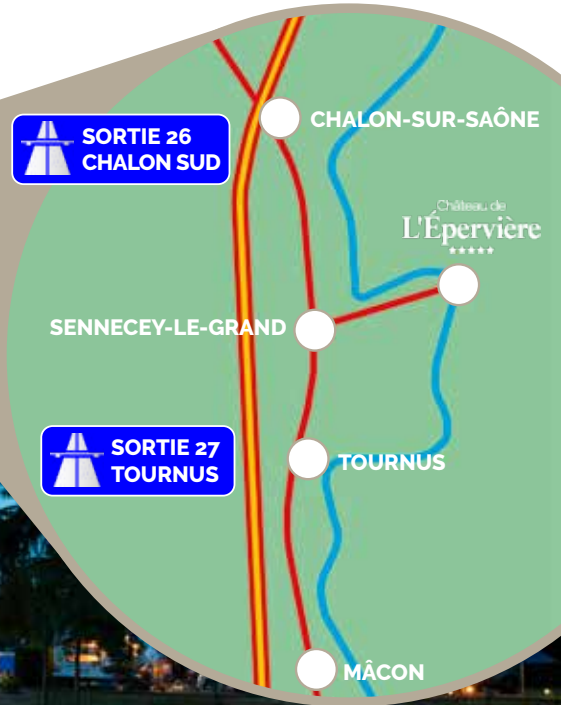 SORTIE 26
CHALON SUD
CHALON-SUR-SAÔNE
Château de
L'Épervière
★★★★★
SENNECEY-LE-GRAND
SORTIE 27
TOURNUS
TOURNUS
MÂCON